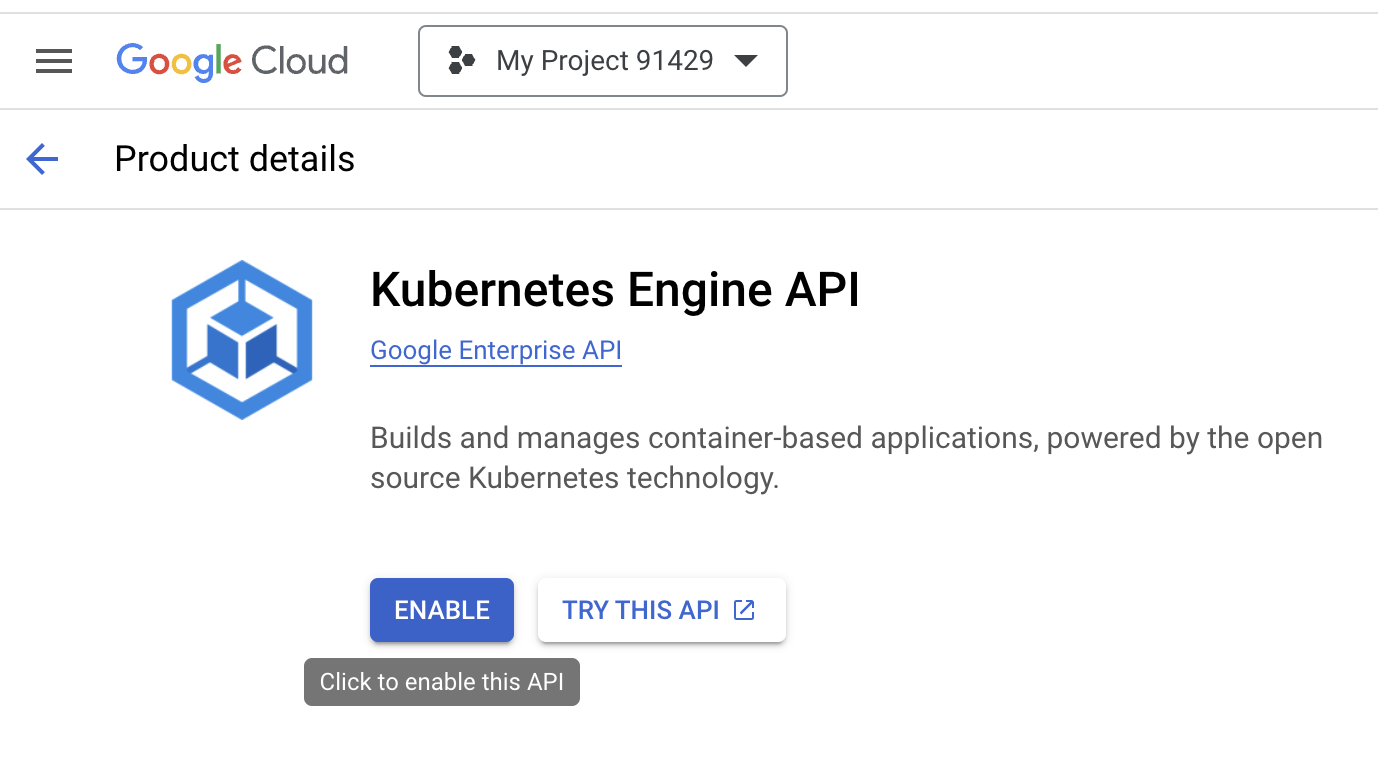 Google Cloud
My Project 91429
Product details
Kubernetes Engine API
Google Enterprise API
Builds and manages container-based applications, powered by the open
source Kubernetes technology.
ENABLE
TRY THIS API
Click to enable this API